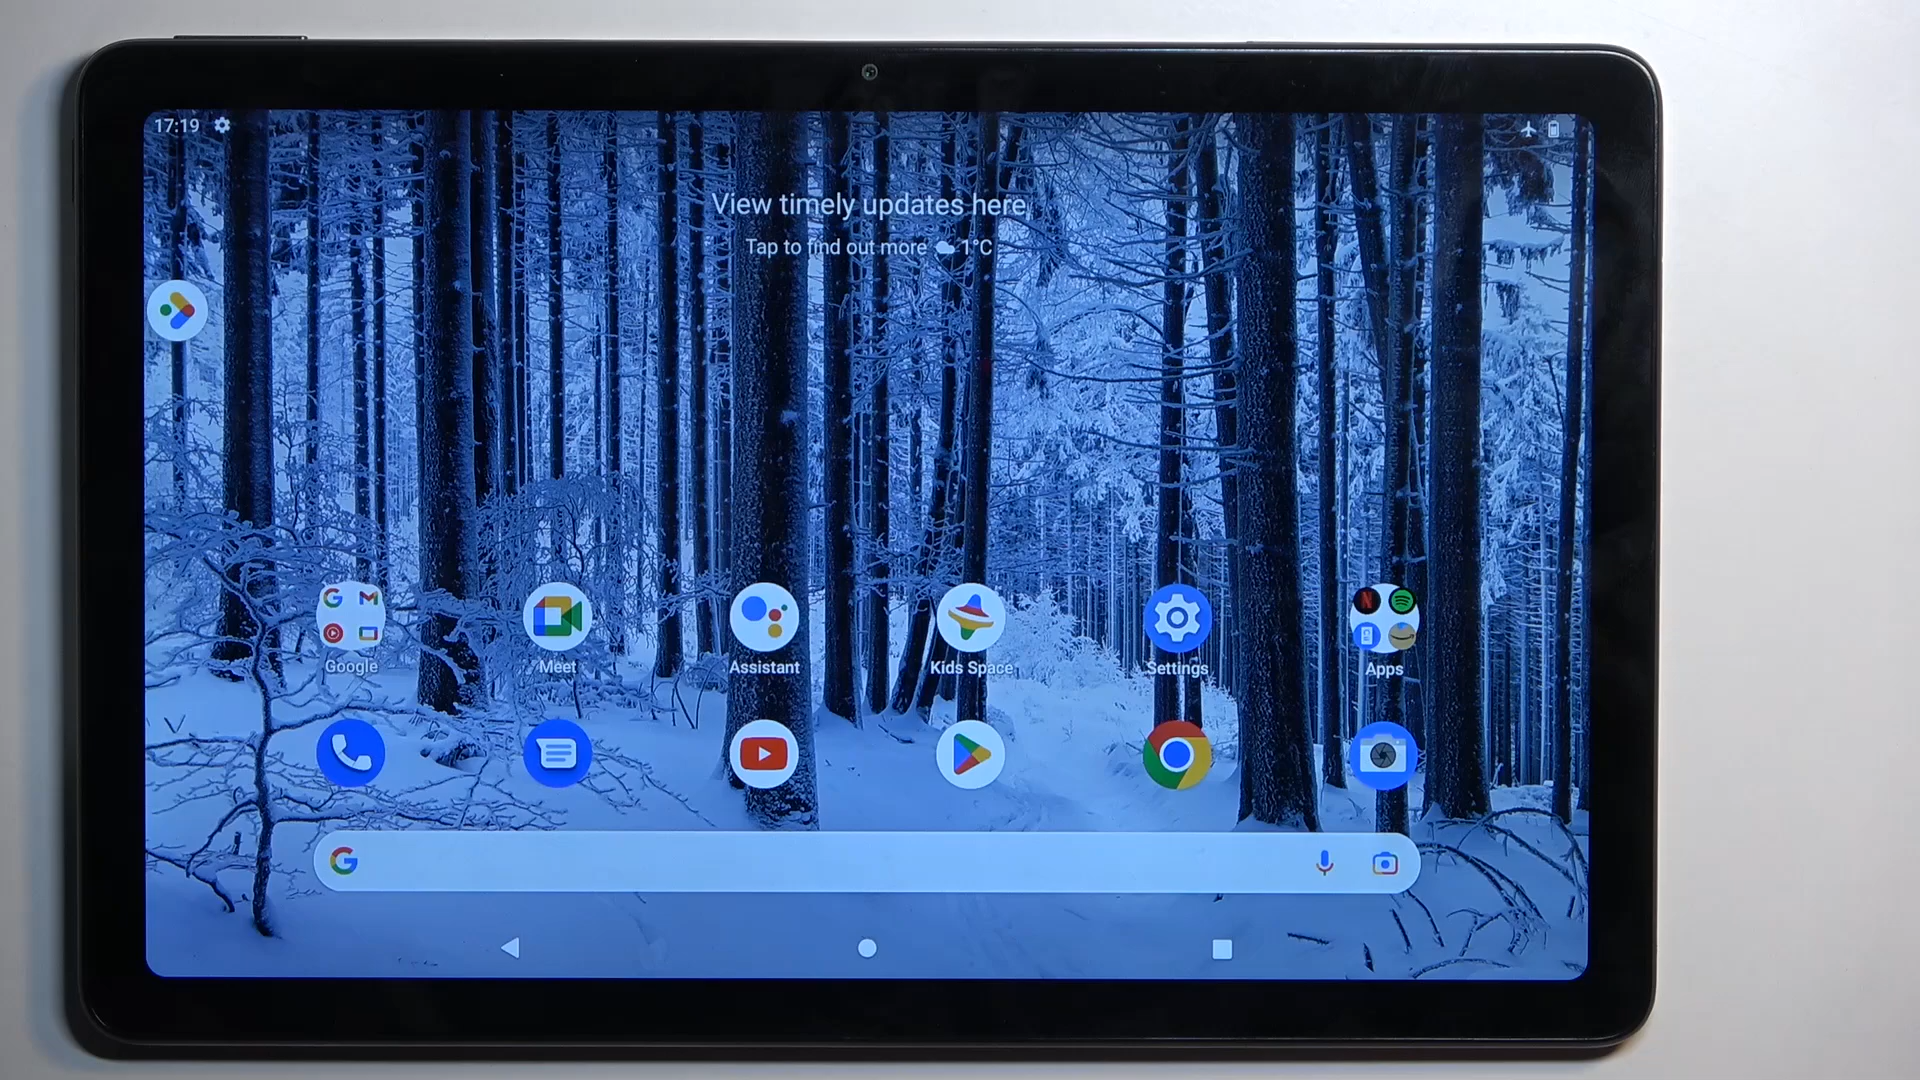 17:19
View timely updates here
Tap to find out more 1°C
Google
Meet
Assistant
Kids Space
Settings
Apps